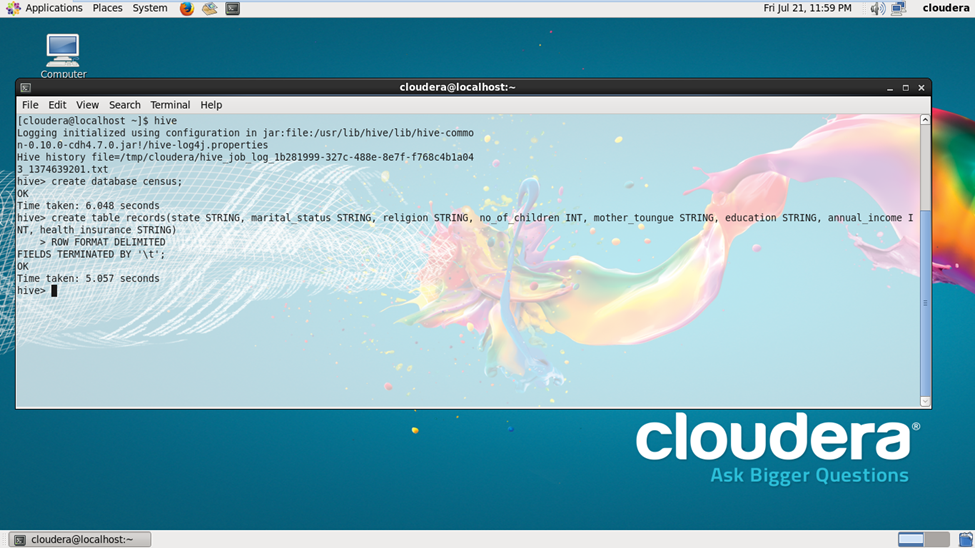 Applications Places System
Fri Jul 21, 11:59 PM cloudera
Computer
cloudera@localhost:~
File Edit View Search Terminal Help
[cloudera@localhost ~]$ hive
Logging initialized using configuration in jar:file:/usr/lib/hive/lib/hive-commo
n-0.10.0-cdh4.7.0.jar!/hive-log4j.properties
Hive history file=/tmp/cloudera/hive_job_log_1b281999-327c-488e-8e7f-f768c4b1a04
3_1374639201.txt
hive> create database census;
OK
Time taken: 6.048 seconds
hive> create table records(state STRING, marital_status STRING, religion STRING, no_of_children INT, mother_toungue STRING, education STRING, annual_income I
NT, health_insurance STRING)
    > ROW FORMAT DELIMITED
FIELDS TERMINATED BY '\t';
OK
Time taken: 5.057 seconds
hive>
cloudera®
Ask Bigger Questions
cloudera@localhost:~